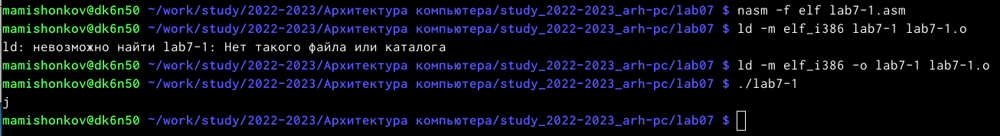 mamishonkov@dk6n50 ~/work/study/2022-2023/Архитектура компьютера/study_2022-2023_arh-pc/lab07 $ nasm -f elf lab7-1.asm
mamishonkov@dk6n50 ~/work/study/2022-2023/Архитектура компьютера/study_2022-2023_arh-pc/lab07 $ ld -m elf_i386 lab7-1 lab7-1.o
ld: невозможно найти lab7-1: Нет такого файла или каталога
mamishonkov@dk6n50 ~/work/study/2022-2023/Архитектура компьютера/study_2022-2023_arh-pc/lab07 $ ld -m elf_i386 -o lab7-1 lab7-1.o
mamishonkov@dk6n50 ~/work/study/2022-2023/Архитектура компьютера/study_2022-2023_arh-pc/lab07 $ ./lab7-1
j
mamishonkov@dk6n50 ~/work/study/2022-2023/Архитектура компьютера/study_2022-2023_arh-pc/lab07 $